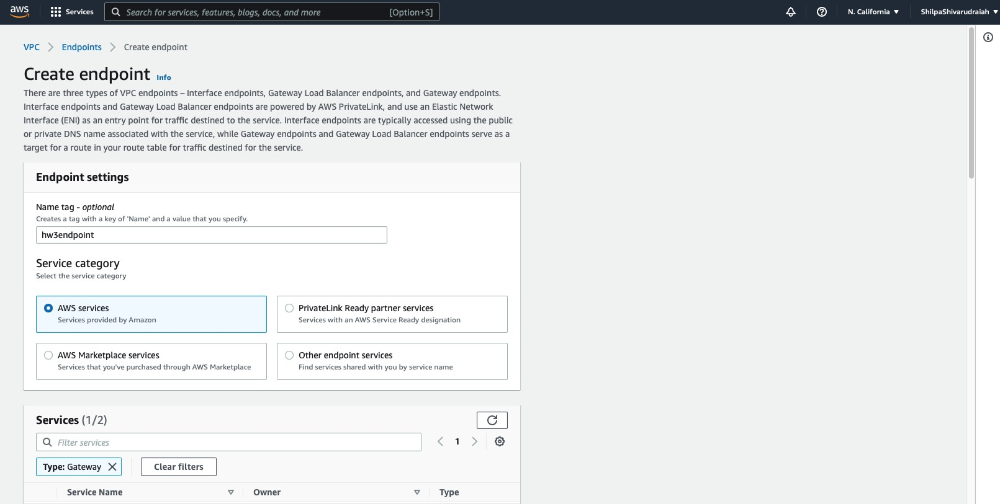 aws
Services
Search for services, features, blogs, docs, and more [Option+S]
N. California
ShilpaShivarudraiah
VPC > Endpoints > Create endpoint
Create endpoint Info
There are three types of VPC endpoints – Interface endpoints, Gateway Load Balancer endpoints, and Gateway endpoints.
Interface endpoints and Gateway Load Balancer endpoints are powered by AWS PrivateLink, and use an Elastic Network
Interface (ENI) as an entry point for traffic destined to the service. Interface endpoints are typically accessed using the public
or private DNS name associated with the service, while Gateway endpoints and Gateway Load Balancer endpoints serve as a
target for a route in your route table for traffic destined for the service.
Endpoint settings
Name tag - optional
Creates a tag with a key of 'Name' and a value that you specify.
hw3endpoint
Service category
Select the service category
AWS services
Services provided by Amazon
PrivateLink Ready partner services
Services with an AWS Service Ready designation
AWS Marketplace services
Services that you've purchased through AWS Marketplace
Other endpoint services
Find services shared with you by service name
Services (1/2)
Filter services
1
Type: Gateway
Clear filters
Service Name
Owner
Type